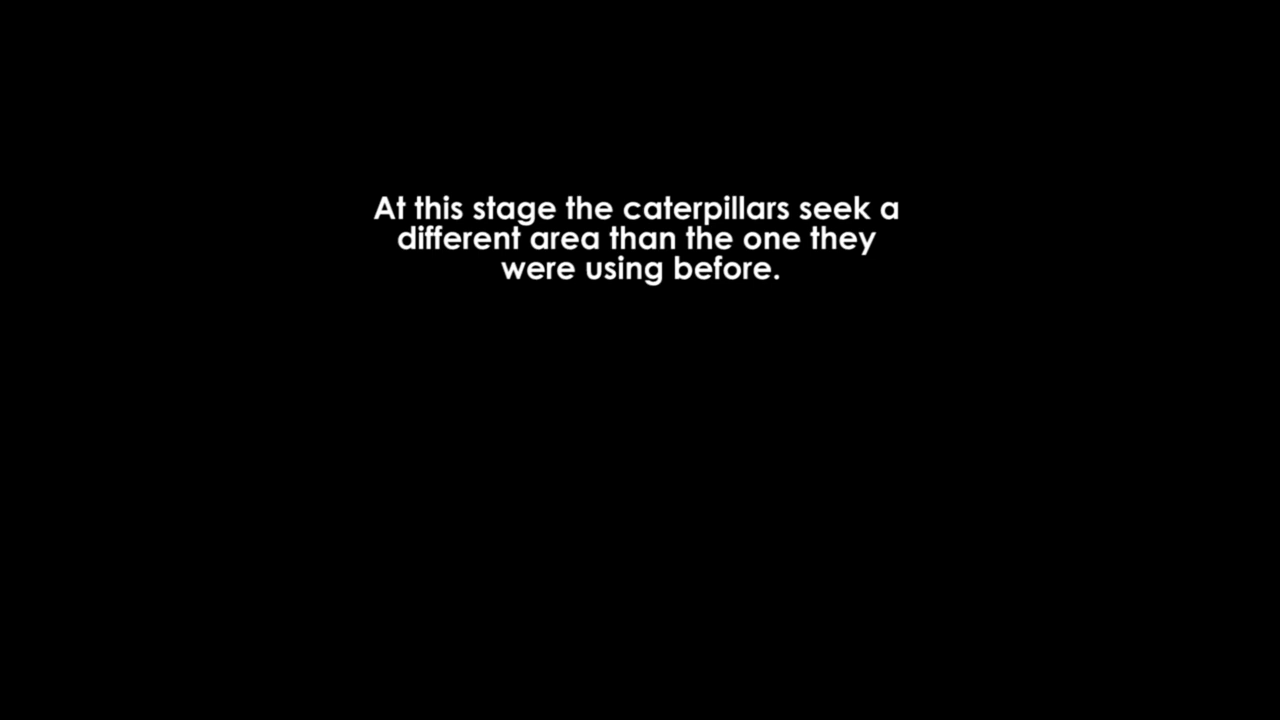 At this stage the caterpillars seek a
different area than the one they
were using before.